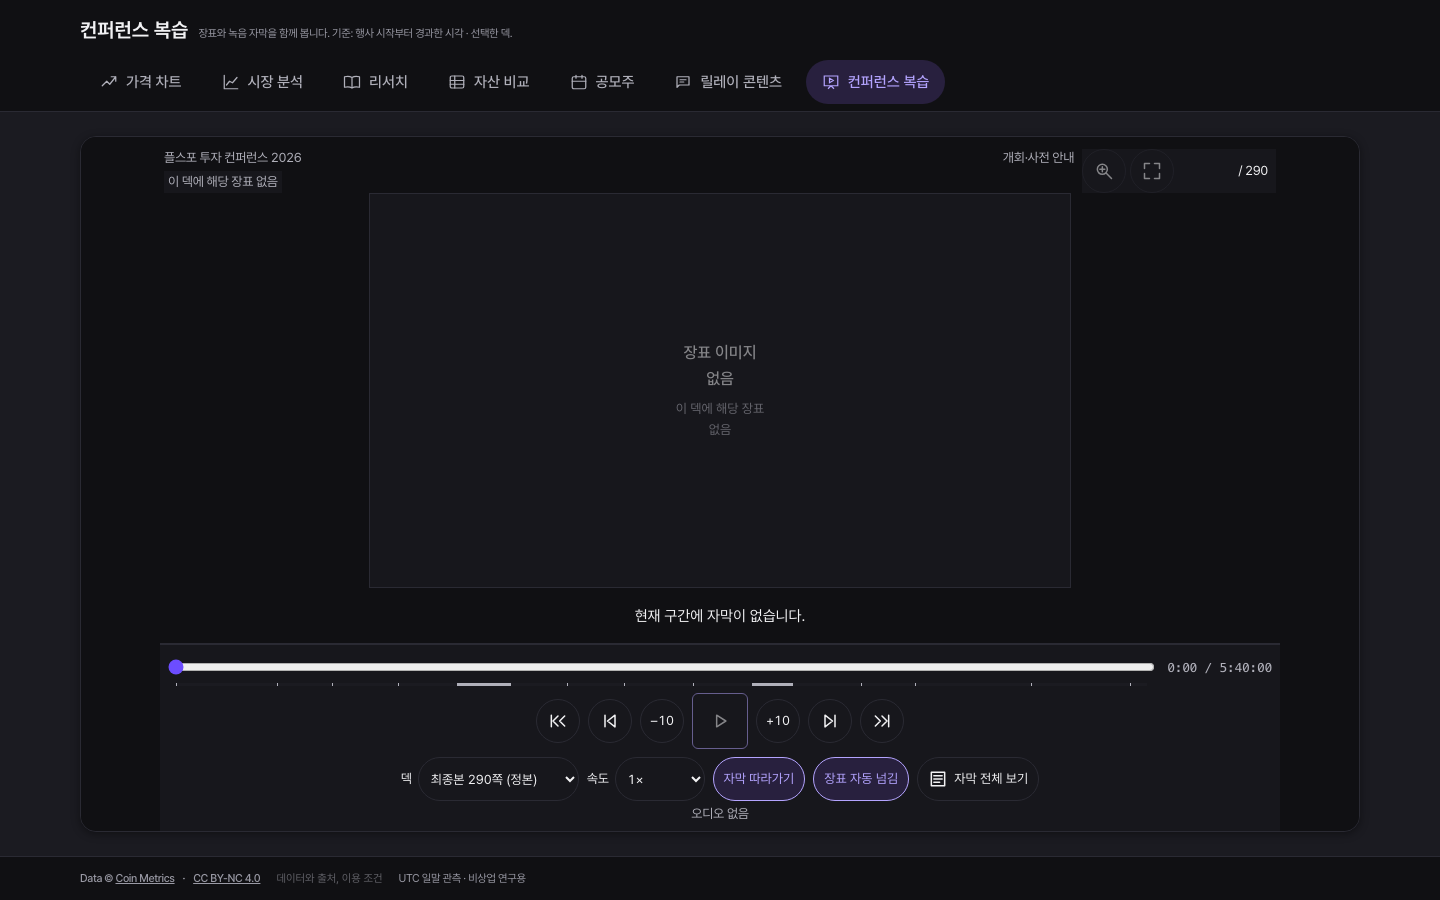 컨퍼런스 복습
장표와 녹음 자막을 함께 봅니다. 기준: 행사 시작부터 경과한 시각 · 선택한 덱.
가격 차트
시장 분석
리서치
자산 비교
공모주
릴레이 콘텐츠
컨퍼런스 복습
플스포 투자 컨퍼런스 2026
이 덱에 해당 장표 없음
개회·사전 안내
/ 290
장표 이미지
없음
이 덱에 해당 장표
없음
현재 구간에 자막이 없습니다.
0:00 / 5:40:00
−10
+10
덱
최종본 290쪽 (정본)
속도
1×
자막 따라가기
장표 자동 넘김
자막 전체 보기
오디오 없음
Data © Coin Metrics · CC BY-NC 4.0 데이터와 출처, 이용 조건 UTC 일말 관측 · 비상업 연구용